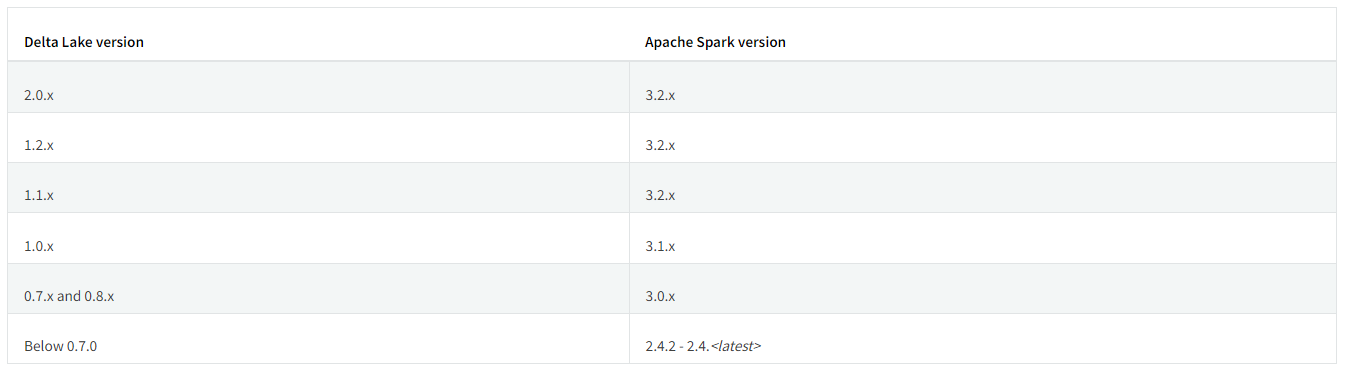 Delta Lake version Apache Spark version
2.0.x 3.2.x
1.2.x 3.2.x
1.1.x 3.2.x
1.0.x 3.1.x
0.7.x and 0.8.x 3.0.x
Below 0.7.0 2.4.2 - 2.4.<latest>